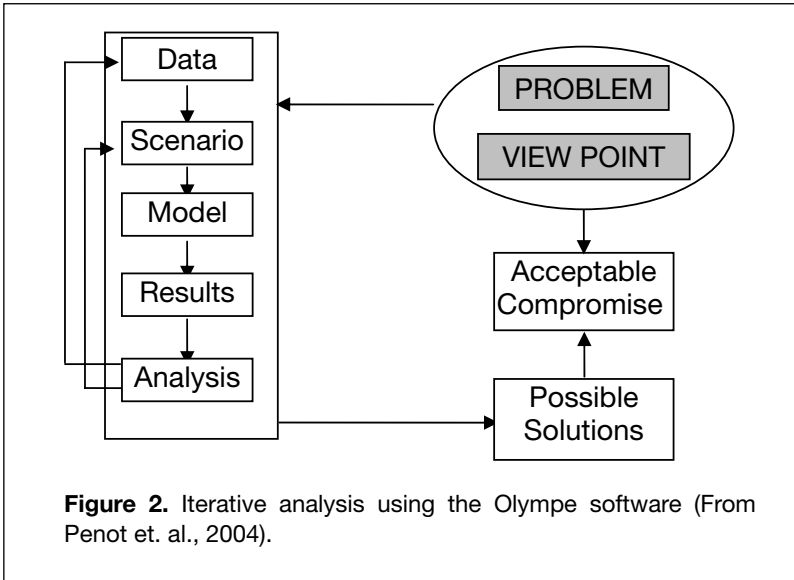 Data
Scenario
Model
Results
Analysis
PROBLEM
VIEW POINT
Acceptable
Compromise
Possible
Solutions
Figure 2. Iterative analysis using the Olympe software (From
Penot et. al., 2004).